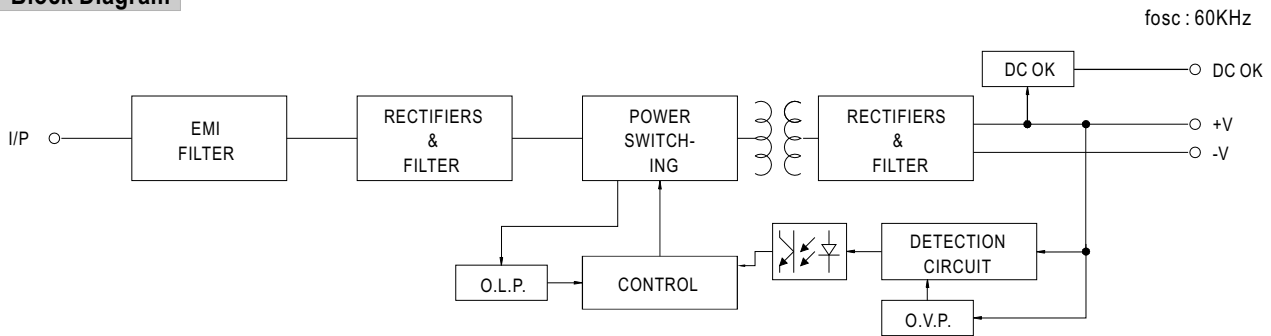 Block Diagram
fosc : 60KHz
DC OK
DC OK
I/P
EMI
FILTER
RECTIFIERS
&
FILTER
POWER
SWITCH-
ING
RECTIFIERS
&
FILTER
+V
-V
O.L.P.
CONTROL
DETECTION
CIRCUIT
O.V.P.